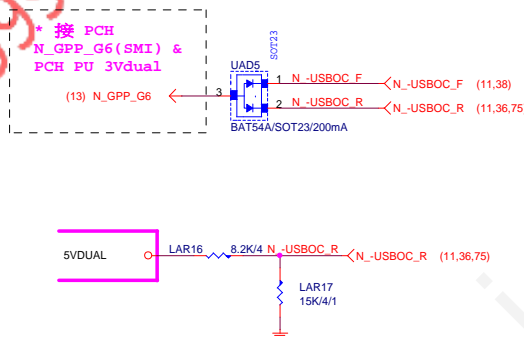 * 接 PCH
N_GPP_G6(SMI) &
PCH PU 3Vdual
(13) N_GPP_G6
3
UAD5
SOT23
1 N_-USBOC_F
N_-USBOC_F (11,38)
2 N_-USBOC_R
N_-USBOC_R (11,36,75
BAT54A/SOT23/200mA
5VDUAL
LAR16 8.2K/4 N_-USBOC_R
N_-USBOC_R (11,36,75)
LAR17
15K/4/1